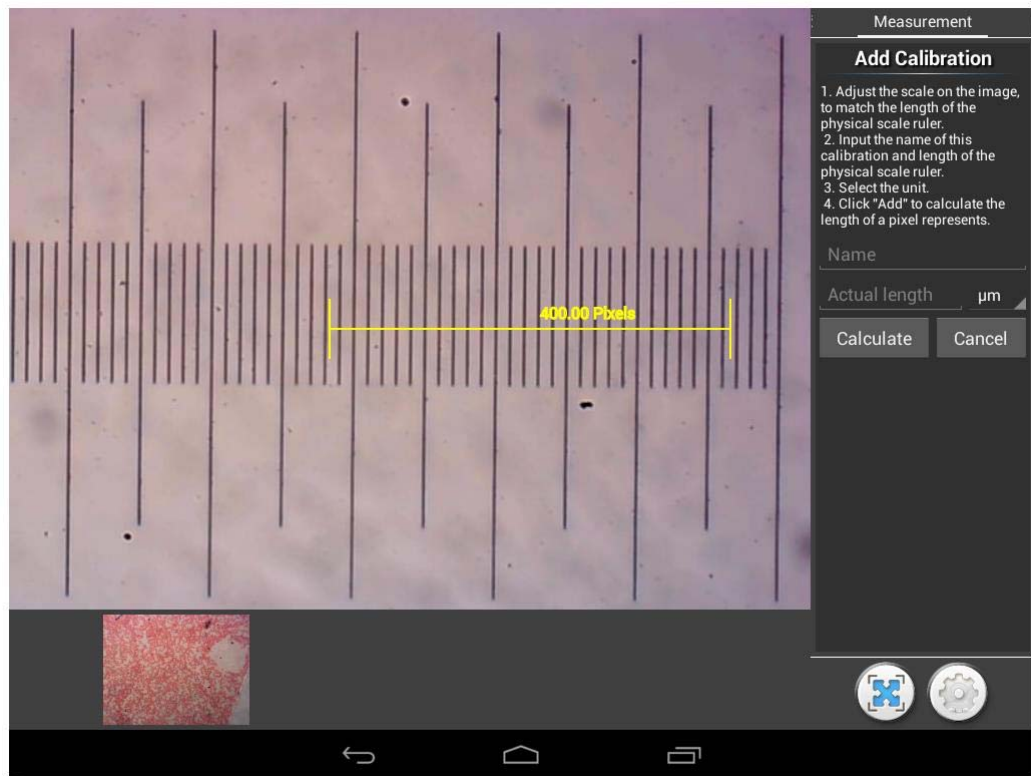 Measurement
Add Calibration
1. Adjust the scale on the image,
to match the length of the
physical scale ruler.
2. Input the name of this
calibration and length of the
physical scale ruler.
3. Select the unit.
4. Click "Add" to calculate the
length of a pixel represents.
Name
Actual length µm
Calculate Cancel
400.00 Pixels